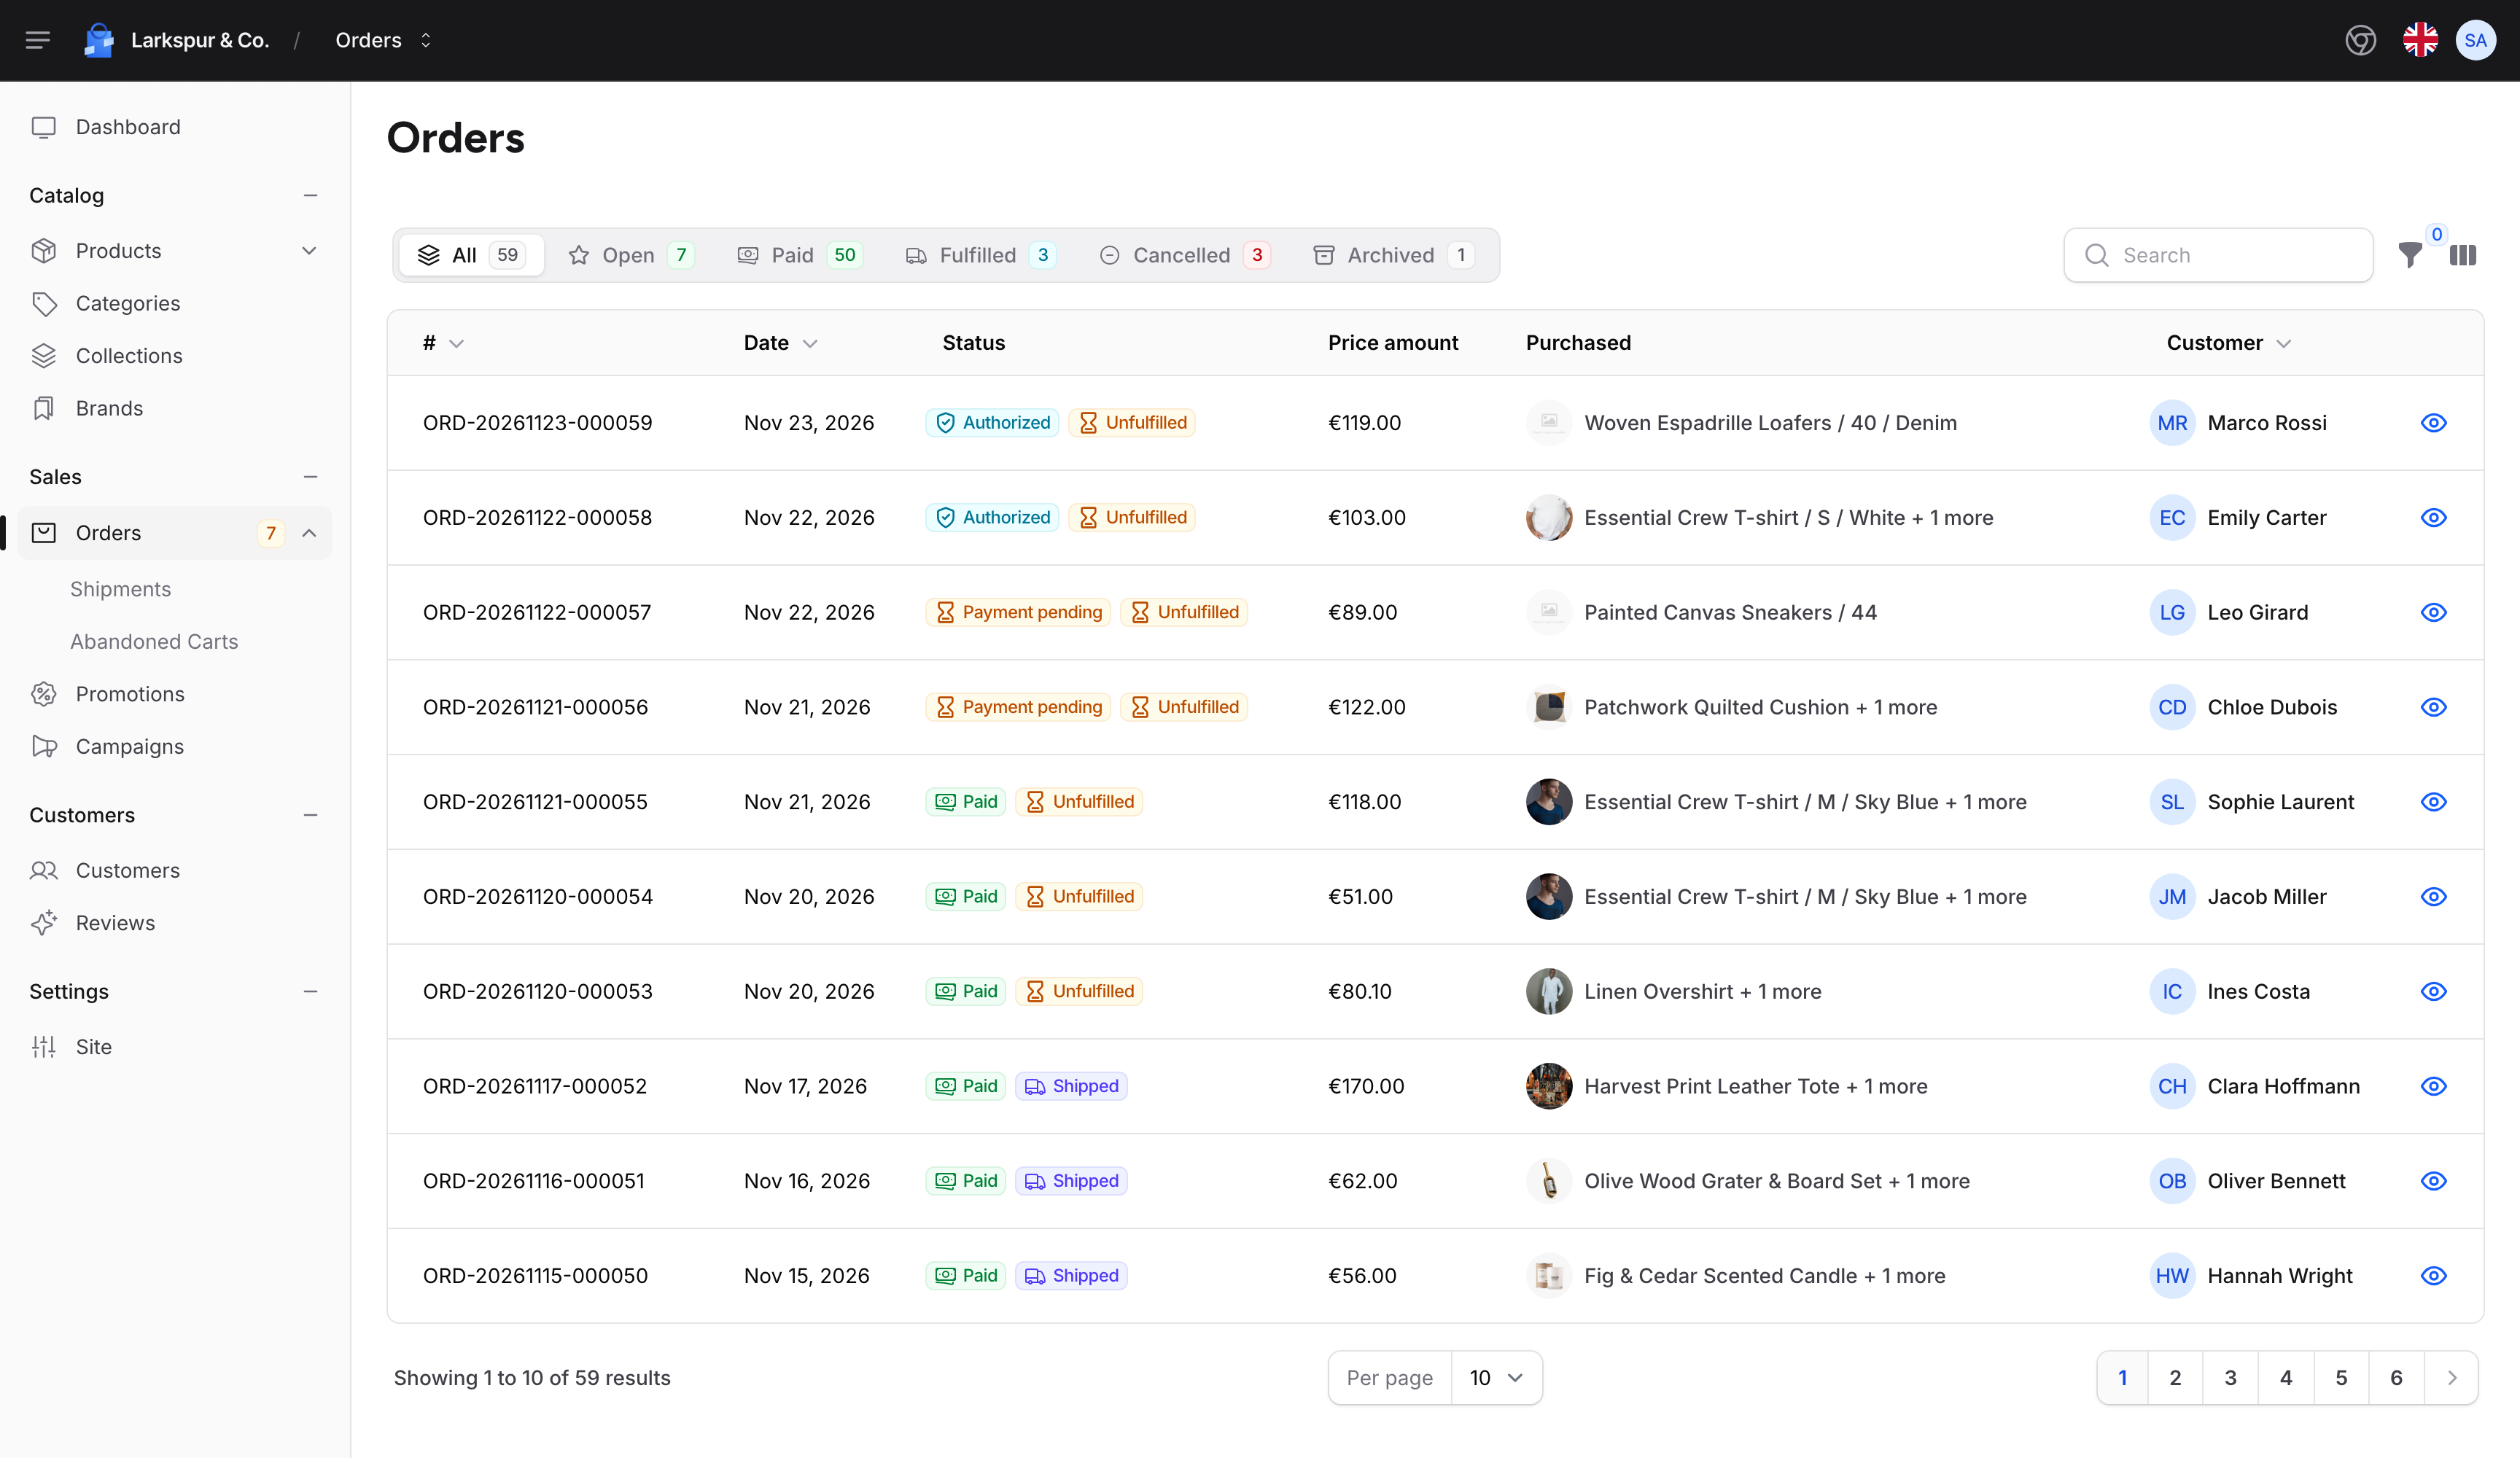 Larkspur & Co. / Orders
SA
Dashboard
Catalog
Products
Categories
Collections
Brands
Sales
Orders 7
Shipments
Abandoned Carts
Promotions
Campaigns
Customers
Customers
Reviews
Settings
Site
Orders
All 59 Open 7 Paid 50 Fulfilled 3 Cancelled 3 Archived 1
Search
0
# Date Status Price amount Purchased Customer
ORD-20261123-000059 Nov 23, 2026 Authorized Unfulfilled €119.00 Woven Espadrille Loafers / 40 / Denim MR Marco Rossi
ORD-20261122-000058 Nov 22, 2026 Authorized Unfulfilled €103.00 Essential Crew T-shirt / S / White + 1 more EC Emily Carter
ORD-20261122-000057 Nov 22, 2026 Payment pending Unfulfilled €89.00 Painted Canvas Sneakers / 44 LG Leo Girard
ORD-20261121-000056 Nov 21, 2026 Payment pending Unfulfilled €122.00 Patchwork Quilted Cushion + 1 more CD Chloe Dubois
ORD-20261121-000055 Nov 21, 2026 Paid Unfulfilled €118.00 Essential Crew T-shirt / M / Sky Blue + 1 more SL Sophie Laurent
ORD-20261120-000054 Nov 20, 2026 Paid Unfulfilled €51.00 Essential Crew T-shirt / M / Sky Blue + 1 more JM Jacob Miller
ORD-20261120-000053 Nov 20, 2026 Paid Unfulfilled €80.10 Linen Overshirt + 1 more IC Ines Costa
ORD-20261117-000052 Nov 17, 2026 Paid Shipped €170.00 Harvest Print Leather Tote + 1 more CH Clara Hoffmann
ORD-20261116-000051 Nov 16, 2026 Paid Shipped €62.00 Olive Wood Grater & Board Set + 1 more OB Oliver Bennett
ORD-20261115-000050 Nov 15, 2026 Paid Shipped €56.00 Fig & Cedar Scented Candle + 1 more HW Hannah Wright
Showing 1 to 10 of 59 results
Per page 10
1 2 3 4 5 6